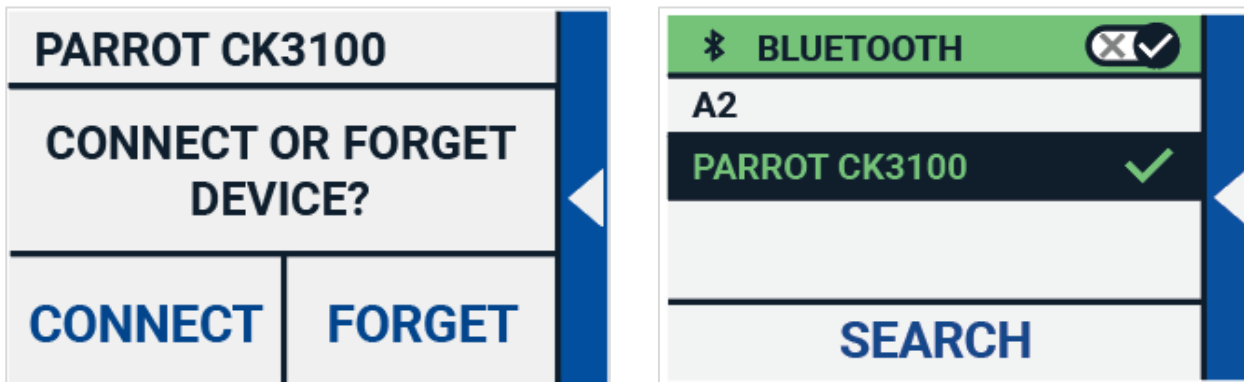 PARROT CK3100
CONNECT OR FORGET
DEVICE?
CONNECT
FORGET
BLUETOOTH
A2
PARROT CK3100
SEARCH